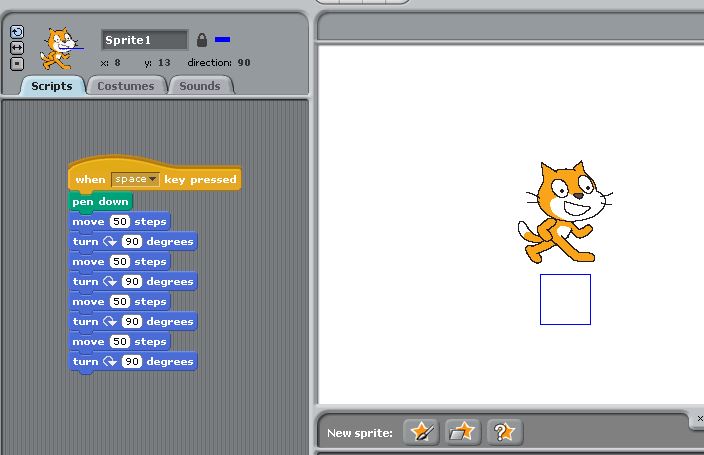 Sprite1
x: 8 y: 13 direction: 90
Scripts Costumes Sounds
when space key pressed
pen down
move 50 steps
turn 90 degrees
move 50 steps
turn 90 degrees
move 50 steps
turn 90 degrees
move 50 steps
turn 90 degrees
New sprite: